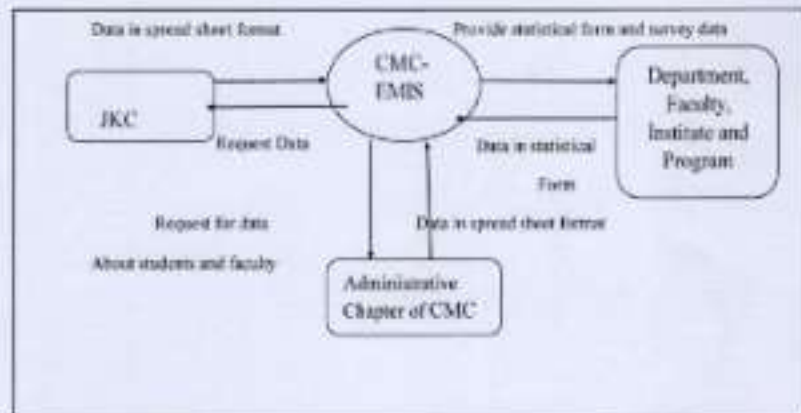 Data in spread sheet format
Provide statistical form and survey data
CMC-
EMIS
Department,
Faculty,
Institute and
Program
JKC
Request Data
Data in statistical
Form
Request for data
Data in spread sheet format
About students and faculty
Administrative
Chapter of CMC